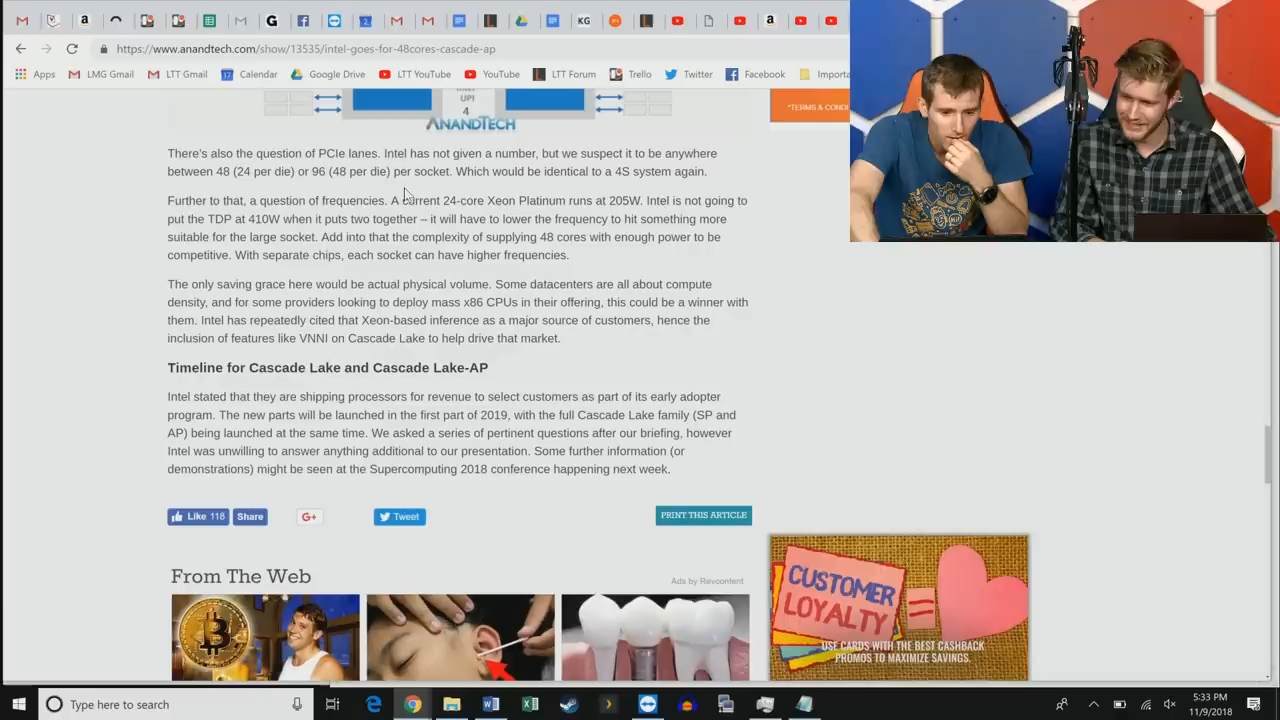 https://www.anandtech.com/show/13535/intel-goes-for-48cores-cascade-ap
Apps LMG Gmail LTT Gmail Calendar Google Drive LTT YouTube YouTube LTT Forum Trello Twitter Facebook Importa
UPI
4
ANANDTECH
*TERMS & CONDI
There's also the question of PCIe lanes. Intel has not given a number, but we suspect it to be anywhere
between 48 (24 per die) or 96 (48 per die) per socket. Which would be identical to a 4S system again.
Further to that, a question of frequencies. A current 24-core Xeon Platinum runs at 205W. Intel is not going to
put the TDP at 410W when it puts two together – it will have to lower the frequency to hit something more
suitable for the large socket. Add into that the complexity of supplying 48 cores with enough power to be
competitive. With separate chips, each socket can have higher frequencies.
The only saving grace here would be actual physical volume. Some datacenters are all about compute
density, and for some providers looking to deploy mass x86 CPUs in their offering, this could be a winner with
them. Intel has repeatedly cited that Xeon-based inference as a major source of customers, hence the
inclusion of features like VNNI on Cascade Lake to help drive that market.
Timeline for Cascade Lake and Cascade Lake-AP
Intel stated that they are shipping processors for revenue to select customers as part of its early adopter
program. The new parts will be launched in the first part of 2019, with the full Cascade Lake family (SP and
AP) being launched at the same time. We asked a series of pertinent questions after our briefing, however
Intel was unwilling to answer anything additional to our presentation. Some further information (or
demonstrations) might be seen at the Supercomputing 2018 conference happening next week.
Like 118 Share G+ Tweet PRINT THIS ARTICLE
From The Web
Ads by Revcontent
CUSTOMER
LOYALTY
USE CARDS WITH THE BEST CASHBACK
PROMOS TO MAXIMIZE SAVINGS.
Type here to search
5:33 PM
11/9/2018